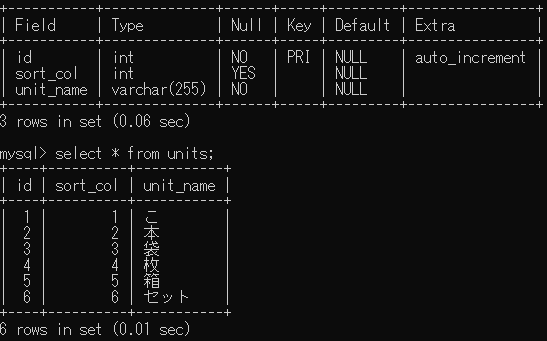 +-----------+--------------+------+-----+---------+----------------+
| Field | Type | Null | Key | Default | Extra |
+-----------+--------------+------+-----+---------+----------------+
| id | int | NO | PRI | NULL | auto_increment |
| sort_col | int | YES | | NULL | |
| unit_name | varchar(255) | NO | | NULL | |
+-----------+--------------+------+-----+---------+----------------+
3 rows in set (0.06 sec)
mysql> select * from units;
+----+----------+-----------+
| id | sort_col | unit_name |
+----+----------+-----------+
| 1 | 1 | こ |
| 2 | 2 | 本 |
| 3 | 3 | 袋 |
| 4 | 4 | 枚 |
| 5 | 5 | 箱 |
| 6 | 6 | セット |
+----+----------+-----------+
6 rows in set (0.01 sec)